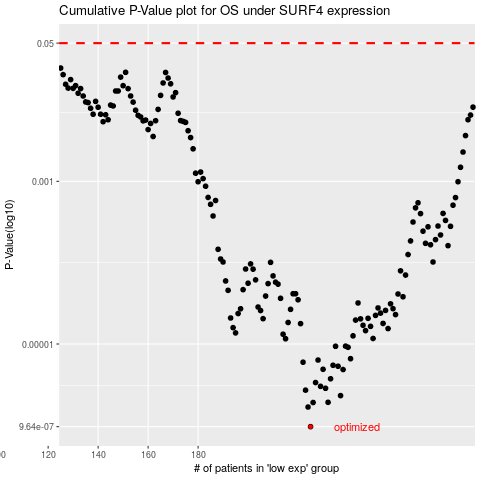 Cumulative P-Value plot for OS under SURF4 expression
0.05
0.001
P-Value(log10)
0.00001
9.64e-07
optimized
00 120 140 160 180
# of patients in 'low exp' group